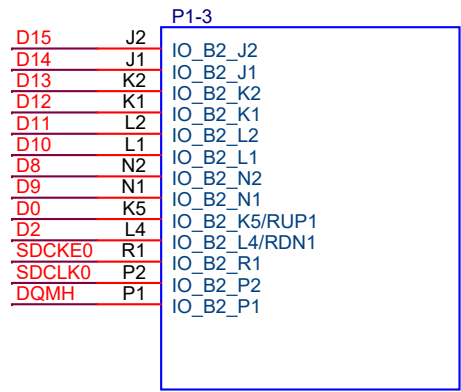 P1-3
D15 J2 IO_B2_J2
D14 J1 IO_B2_J1
D13 K2 IO_B2_K2
D12 K1 IO_B2_K1
D11 L2 IO_B2_L2
D10 L1 IO_B2_L1
D8 N2 IO_B2_N2
D9 N1 IO_B2_N1
D0 K5 IO_B2_K5/RUP1
D2 L4 IO_B2_L4/RDN1
SDCKE0 R1 IO_B2_R1
SDCLK0 P2 IO_B2_P2
DQMH P1 IO_B2_P1